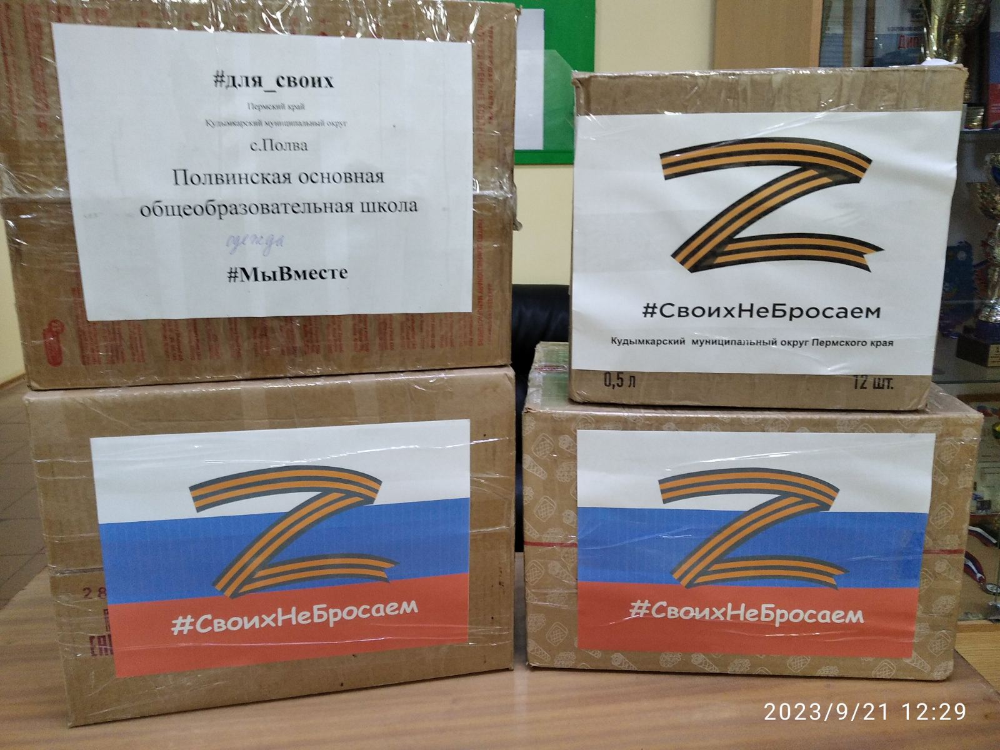 #для_своих
Пермский край
Кудымкарский муниципальный округ
с.Полва
Полвинская основная
общеобразовательная школа
одежда
#МыВместе
#СвоихНеБросаем
Кудымкарский муниципальный округ Пермского края
0,5 л 12 шт.
#СвоихНеБросаем
#СвоихНеБросаем
2023/9/21 12:29